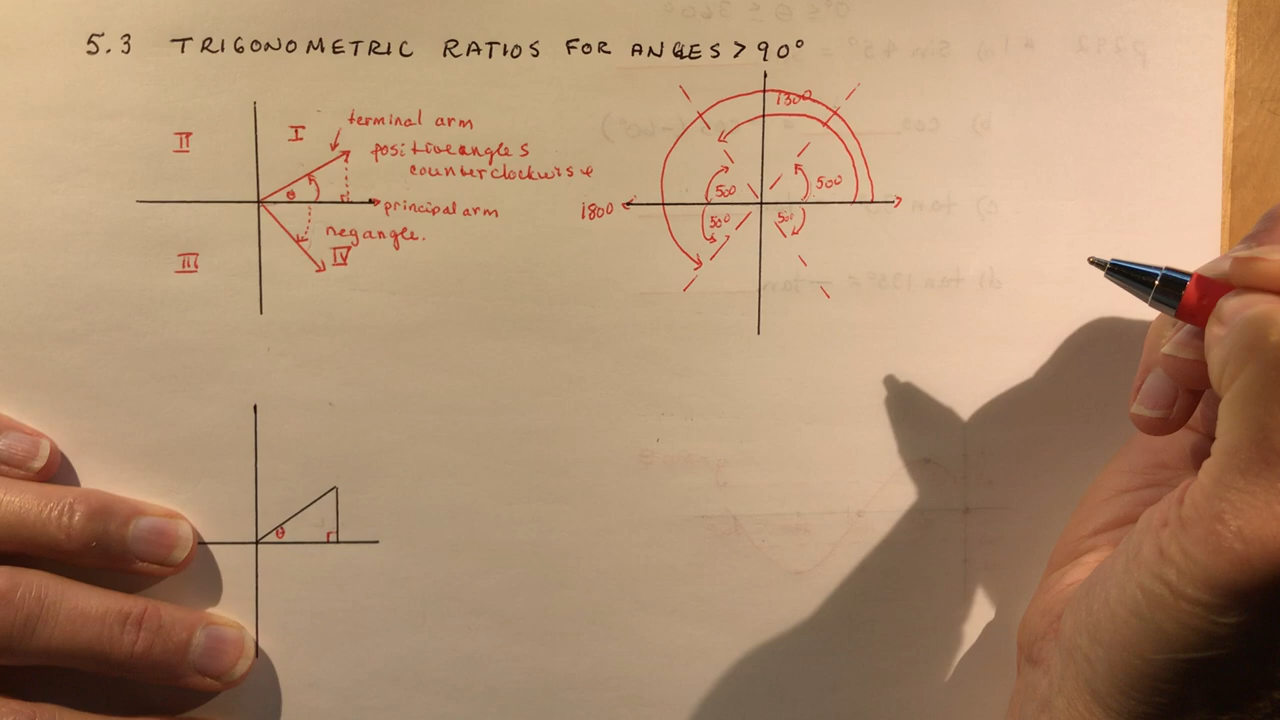 5.3 TRIGONOMETRIC RATIOS FOR ANGLES > 90°
II
I
terminal arm
positive angles
counterclockwise
θ
principal arm
neg angle.
III
IV
130°
50°
50°
180°
50°
50°
θ